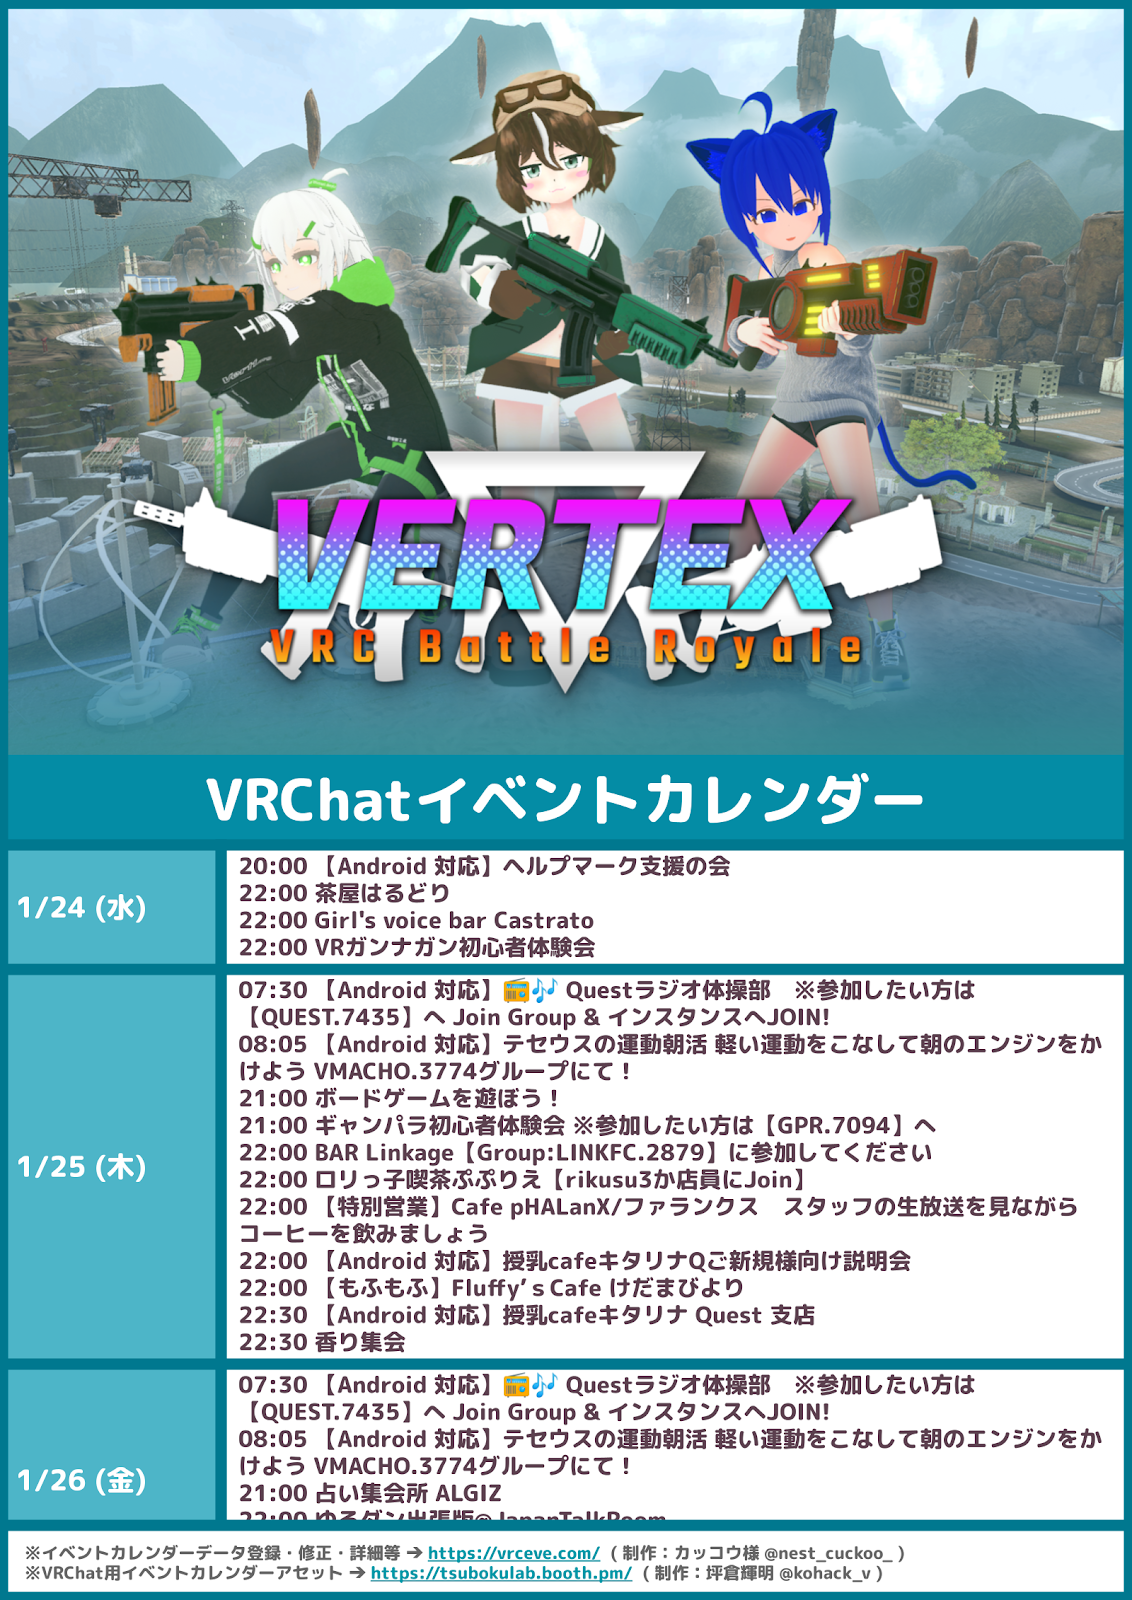 VERTEX
VRC Battle Royale
VRChatイベントカレンダー
1/24 (水)
20:00 【Android 対応】ヘルプマーク支援の会
22:00 茶屋はるどり
22:00 Girl's voice bar Castrato
22:00 VRガンナガン初心者体験会
1/25 (木)
07:30 【Android 対応】📻🎶 Questラジオ体操部　※参加したい方は
【QUEST.7435】へ Join Group & インスタンスへJOIN!
08:05 【Android 対応】テセウスの運動朝活 軽い運動をこなして朝のエンジンをか
けよう VMACHO.3774グループにて！
21:00 ボードゲームを遊ぼう！
21:00 ギャンパラ初心者体験会 ※参加したい方は【GPR.7094】へ
22:00 BAR Linkage【Group:LINKFC.2879】に参加してください
22:00 ロリっ子喫茶ぷぷりえ【rikusu3か店員にJoin】
22:00 【特別営業】Cafe pHALanX/ファランクス　スタッフの生放送を見ながら
コーヒーを飲みましょう
22:00 【Android 対応】授乳cafeキタリナQご新規様向け説明会
22:00 【もふもふ】Fluffy’s Cafe けだまびより
22:30 【Android 対応】授乳cafeキタリナ Quest 支店
22:30 香り集会
1/26 (金)
07:30 【Android 対応】📻🎶 Questラジオ体操部　※参加したい方は
【QUEST.7435】へ Join Group & インスタンスへJOIN!
08:05 【Android 対応】テセウスの運動朝活 軽い運動をこなして朝のエンジンをか
けよう VMACHO.3774グループにて！
21:00 占い集会所 ALGIZ
22:00 ゆるダン出張版@JapanTalkRoom
※イベントカレンダーデータ登録・修正・詳細等 → https://vrceve.com/ ( 制作：カッコウ様 @nest_cuckoo_ )
※VRChat用イベントカレンダーアセット → https://tsubokulab.booth.pm/ ( 制作：坪倉輝明 @kohack_v )